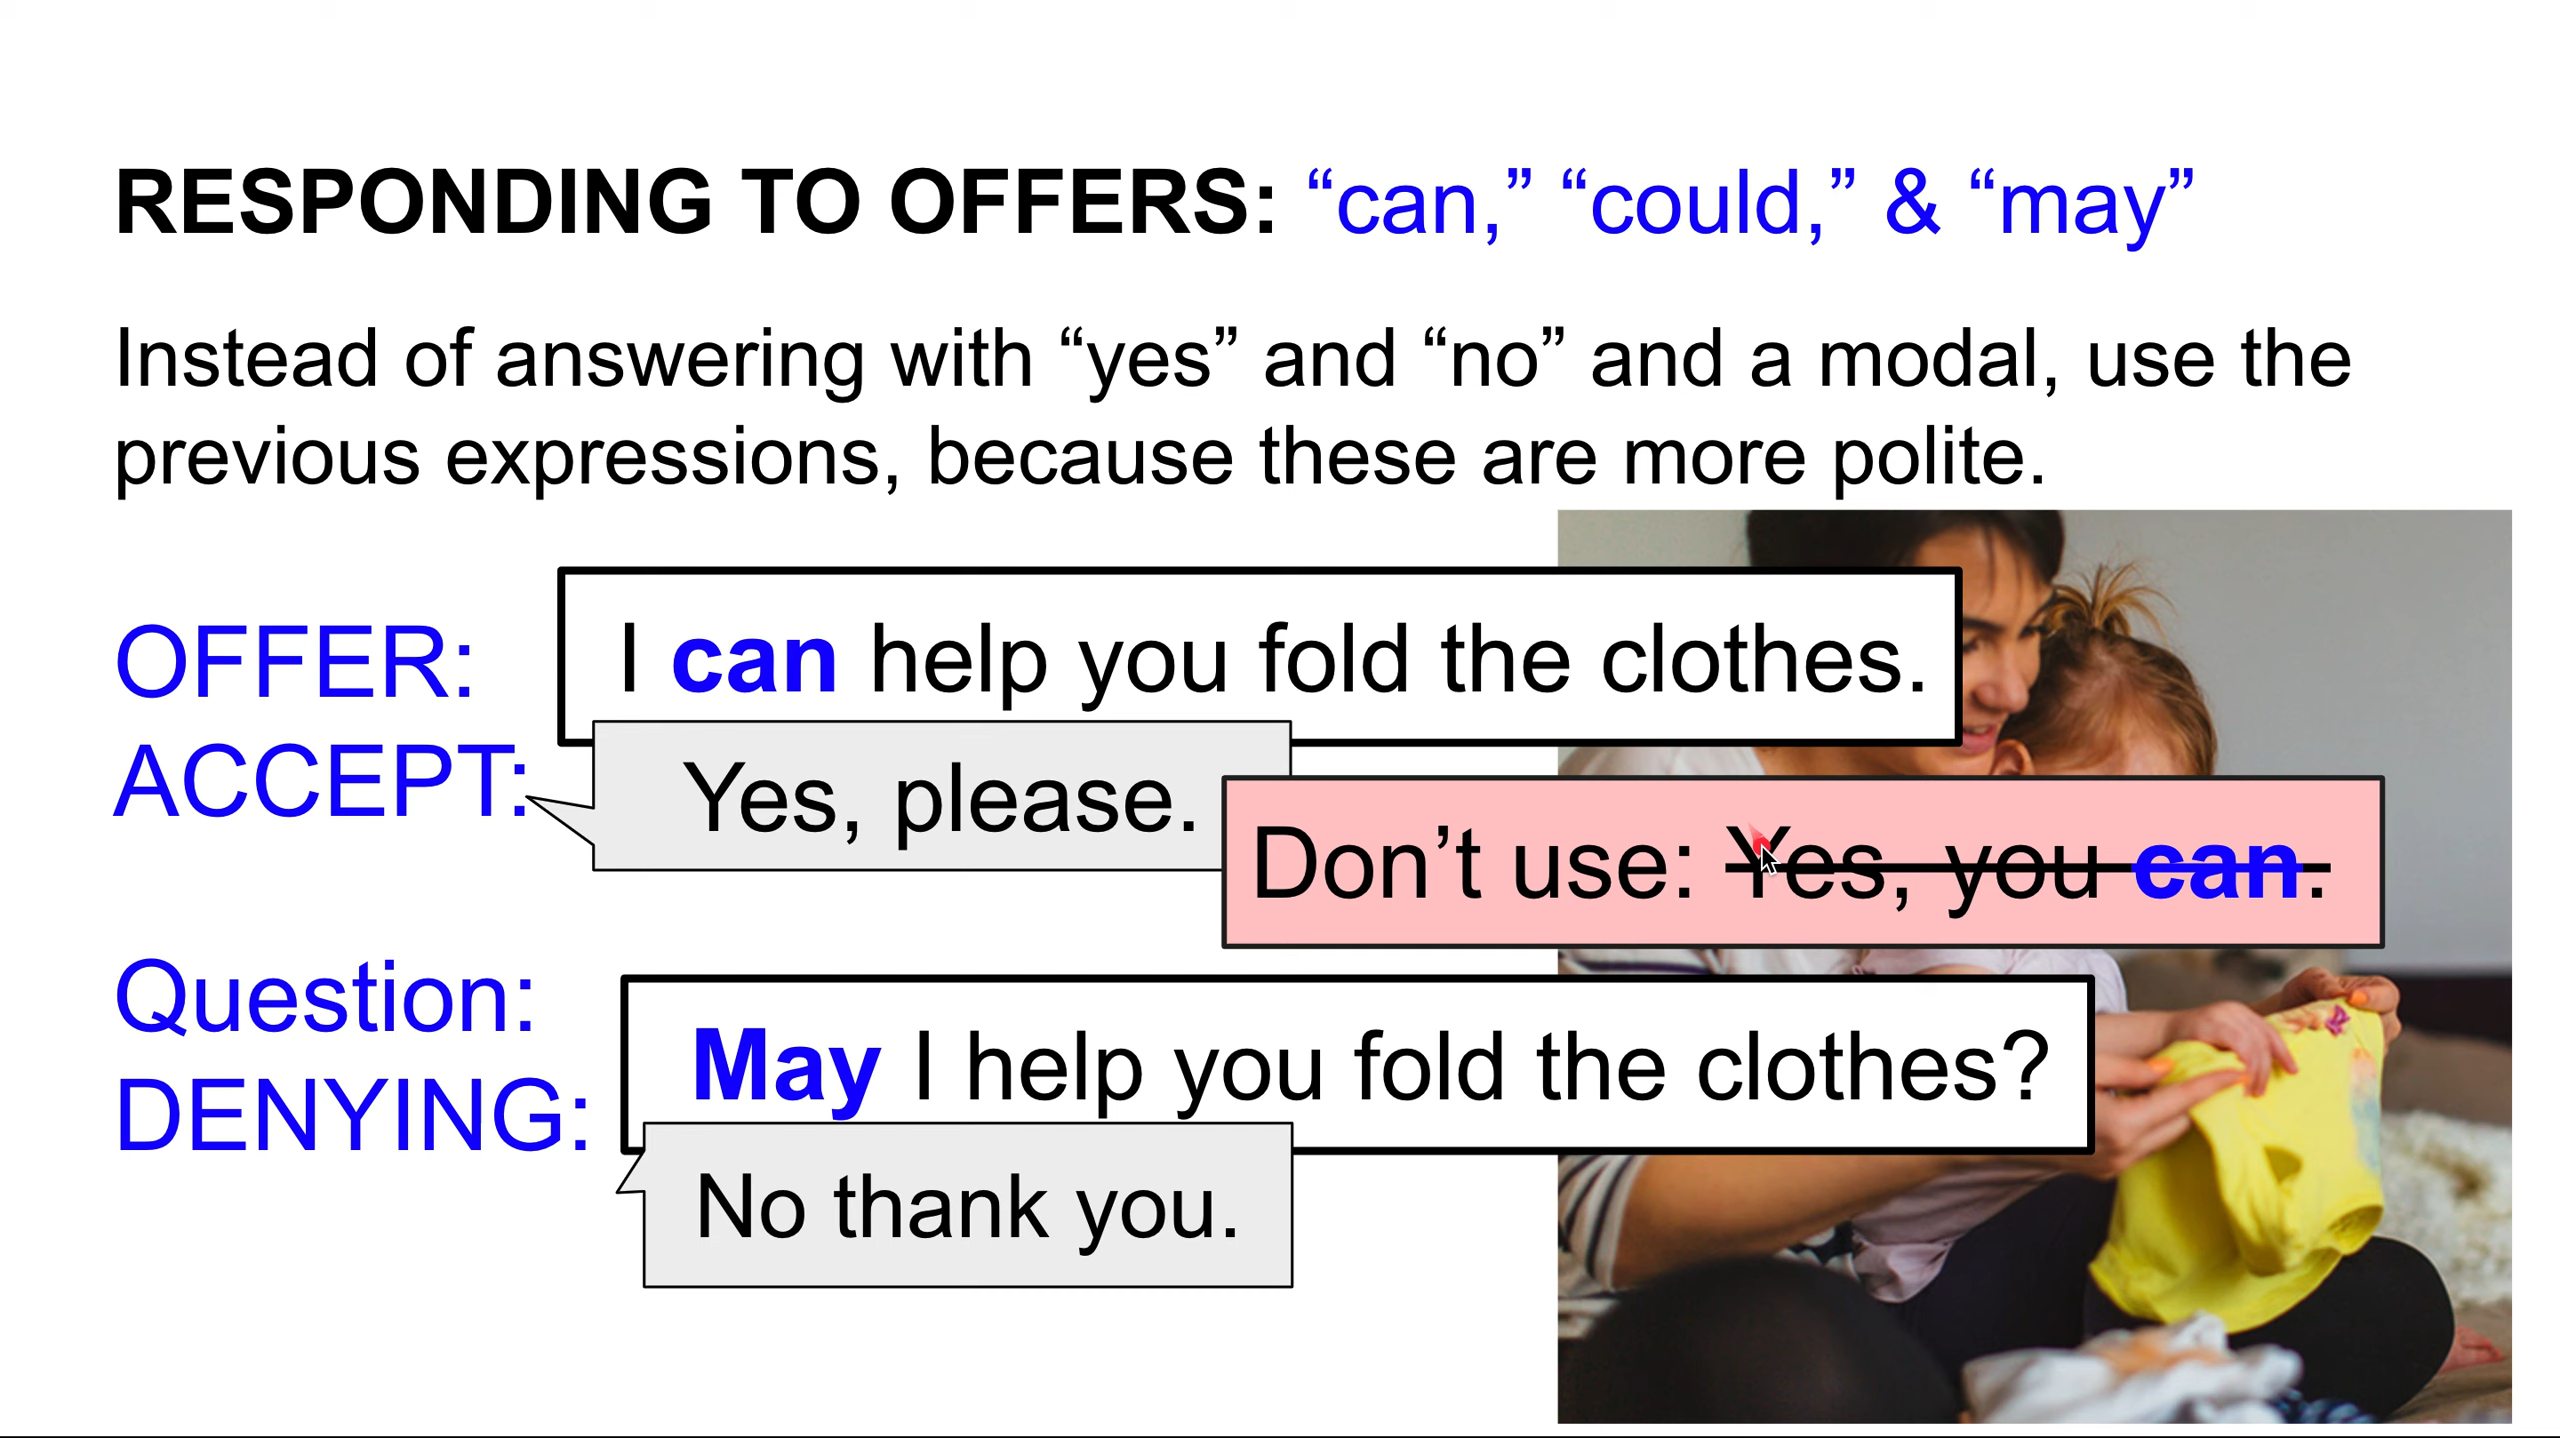 RESPONDING TO OFFERS: “can,” “could,” & “may”
Instead of answering with “yes” and “no” and a modal, use the
previous expressions, because these are more polite.
OFFER: I can help you fold the clothes.
ACCEPT: Yes, please.
Don’t use: Yes, you can.
Question: May I help you fold the clothes?
DENYING: No thank you.